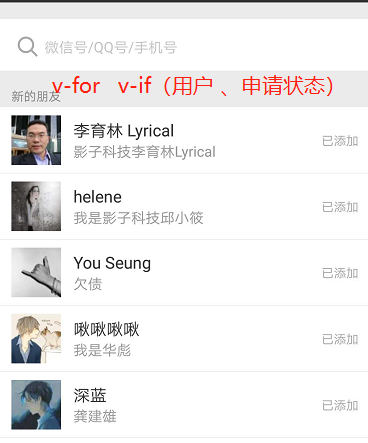 微信号/QQ号/手机号
v-for v-if（用户 、申请状态）
新的朋友
李育林 Lyrical
影子科技李育林Lyrical
已添加
helene
我是影子科技邱小筱
已添加
You Seung
欠债
已添加
啾啾啾啾
我是华彪
已添加
深蓝
龚建雄
已添加